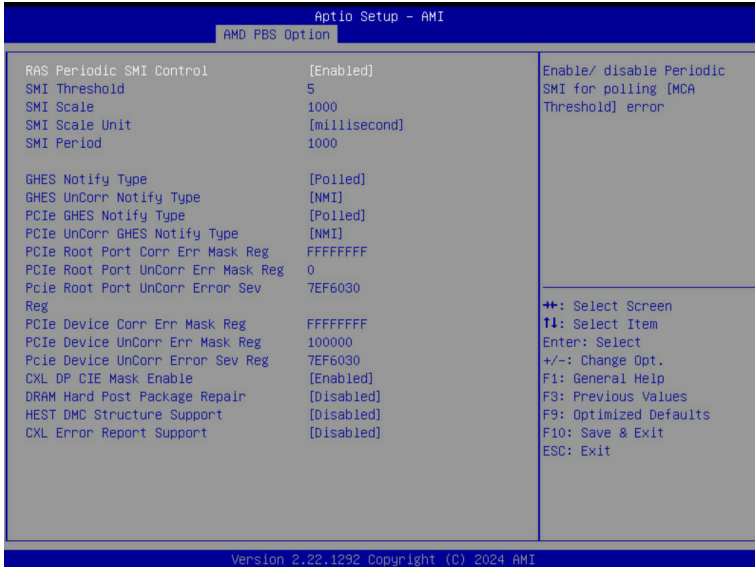 Aptio Setup – AMI
AMD PBS Option
RAS Periodic SMI Control [Enabled]
SMI Threshold 5
SMI Scale 1000
SMI Scale Unit [millisecond]
SMI Period 1000
GHES Notify Type [Polled]
GHES UnCorr Notify Type [NMI]
PCIe GHES Notify Type [Polled]
PCIe UnCorr GHES Notify Type [NMI]
PCIe Root Port Corr Err Mask Reg FFFFFFFF
PCIe Root Port UnCorr Err Mask Reg 0
Pcie Root Port UnCorr Error Sev 7EF6030
Reg
PCIe Device Corr Err Mask Reg FFFFFFFF
PCIe Device UnCorr Err Mask Reg 100000
Pcie Device UnCorr Error Sev Reg 7EF6030
CXL DP CIE Mask Enable [Enabled]
DRAM Hard Post Package Repair [Disabled]
HEST DMC Structure Support [Disabled]
CXL Error Report Support [Disabled]
Enable/ disable Periodic
SMI for polling [MCA
Threshold] error
→←: Select Screen
↑↓: Select Item
Enter: Select
+/-: Change Opt.
F1: General Help
F3: Previous Values
F9: Optimized Defaults
F10: Save & Exit
ESC: Exit
Version 2.22.1292 Copyright (C) 2024 AMI